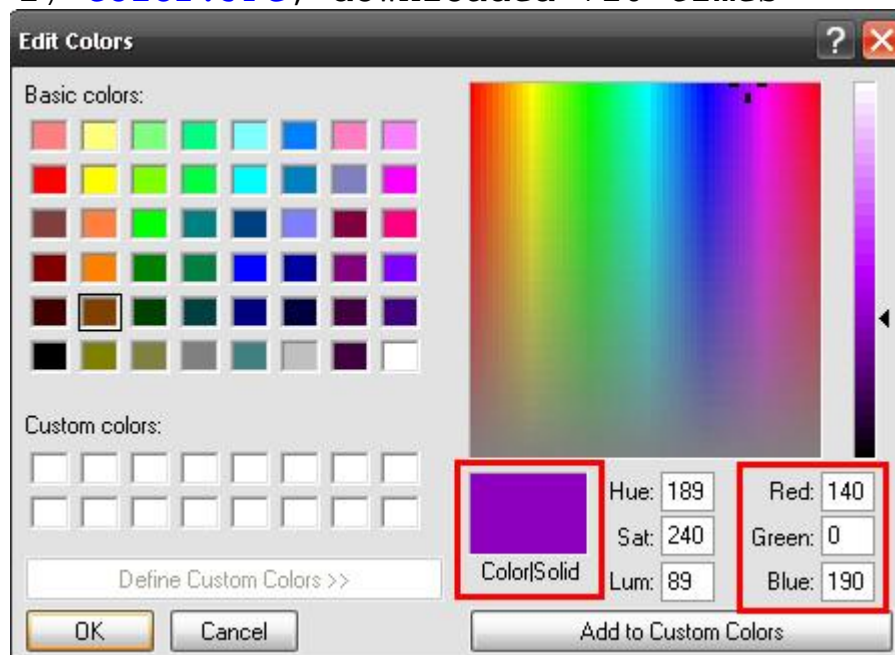 Edit Colors
Basic colors:
Custom colors:
Define Custom Colors >>
OK
Cancel
Color|Solid
Hue: 189
Sat: 240
Lum: 89
Red: 140
Green: 0
Blue: 190
Add to Custom Colors